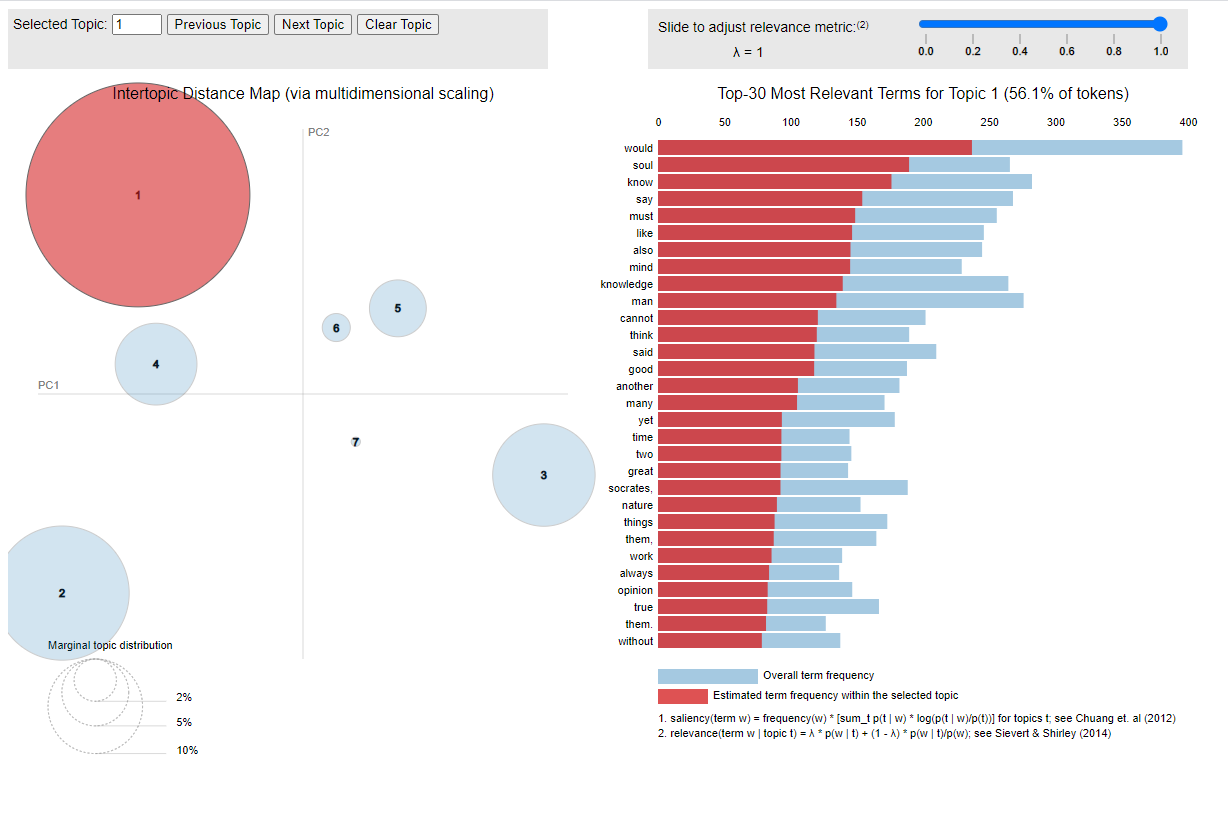 Selected Topic: 1 Previous Topic Next Topic Clear Topic
Slide to adjust relevance metric:(2)
λ = 1
0.0 0.2 0.4 0.6 0.8 1.0
Intertopic Distance Map (via multidimensional scaling)
PC2
PC1
1
5
6
4
7
3
2
Marginal topic distribution
2%
5%
10%
Top-30 Most Relevant Terms for Topic 1 (56.1% of tokens)
0 50 100 150 200 250 300 350 400
would
soul
know
say
must
like
also
mind
knowledge
man
cannot
think
said
good
another
many
yet
time
two
great
socrates,
nature
things
them,
work
always
opinion
true
them.
without
Overall term frequency
Estimated term frequency within the selected topic
1. saliency(term w) = frequency(w) * [sum_t p(t | w) * log(p(t | w)/p(t))] for topics t; see Chuang et. al (2012)
2. relevance(term w | topic t) = λ * p(w | t) + (1 - λ) * p(w | t)/p(w); see Sievert & Shirley (2014)